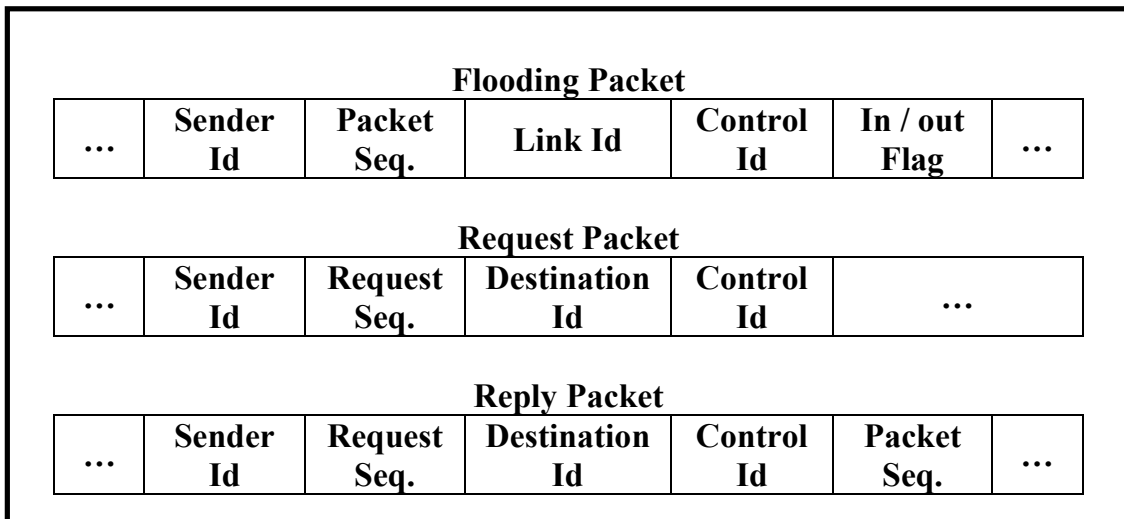 Flooding Packet
... Sender Id Packet Seq. Link Id Control Id In / out Flag ...
Request Packet
... Sender Id Request Seq. Destination Id Control Id ...
Reply Packet
... Sender Id Request Seq. Destination Id Control Id Packet Seq. ...